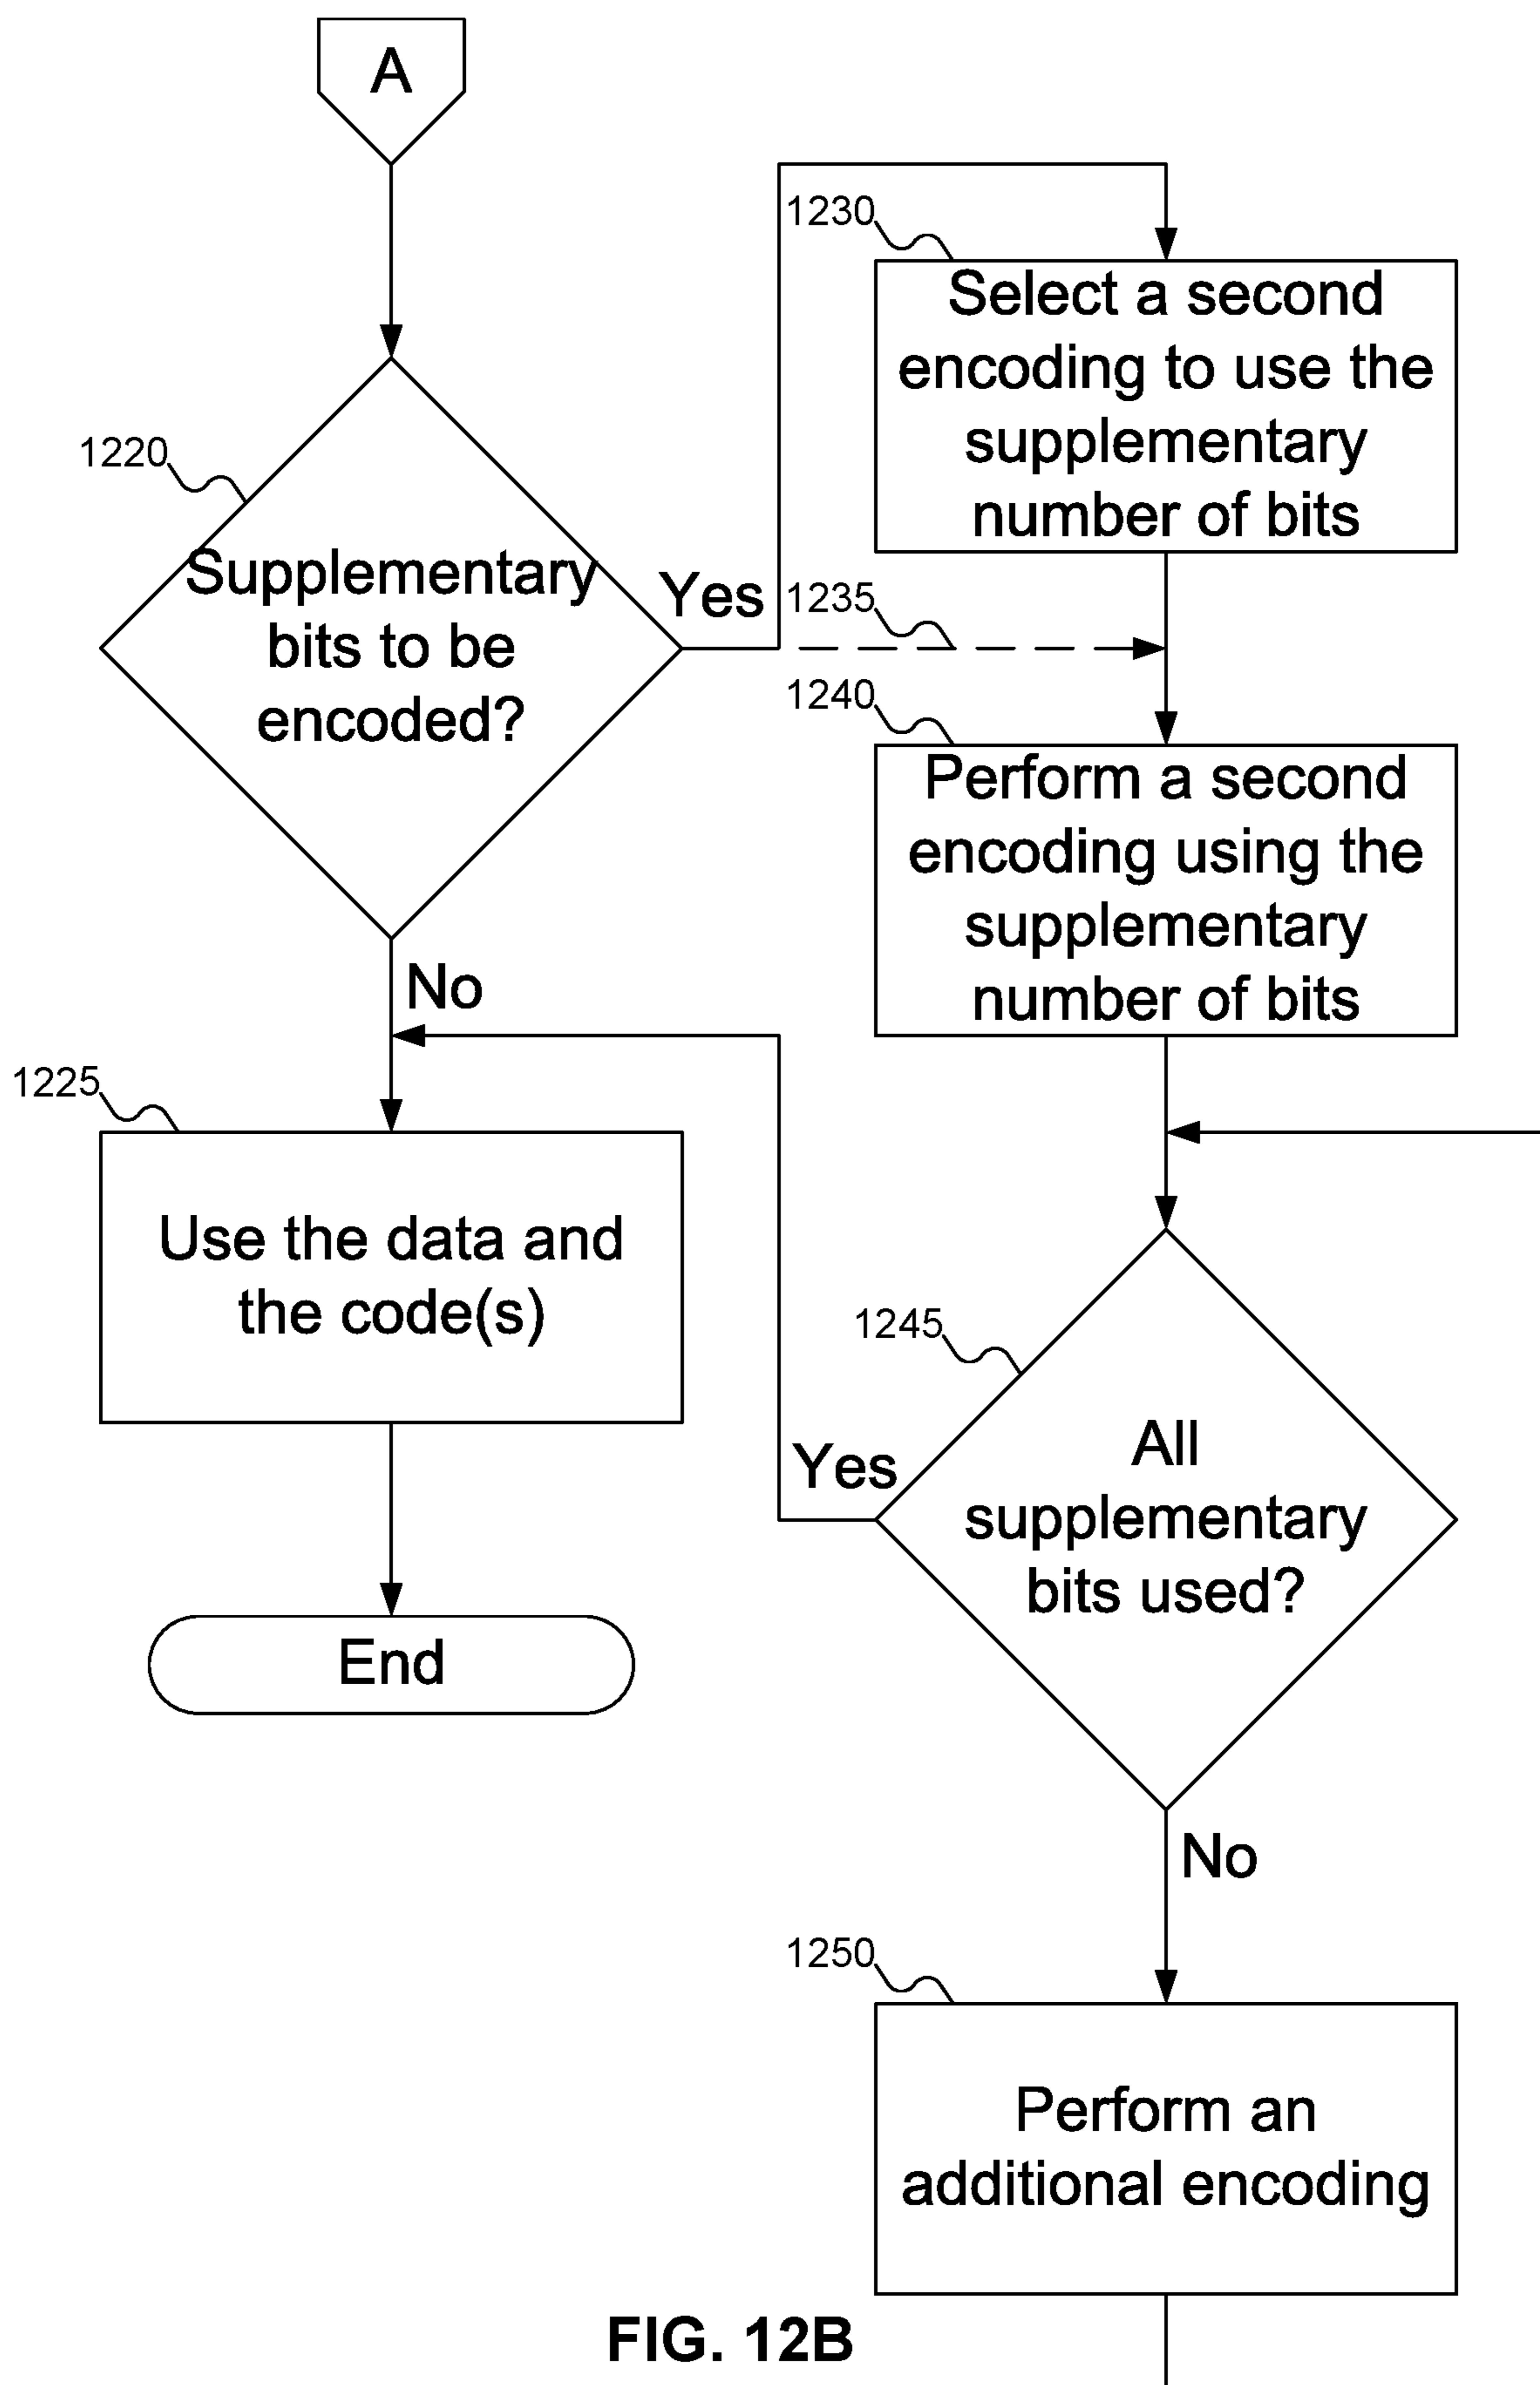 A
1220
Supplementary
bits to be
encoded?
Yes
No
1230
Select a second
encoding to use the
supplementary
number of bits
1235
1240
Perform a second
encoding using the
supplementary
number of bits
1225
Use the data and
the code(s)
End
1245
All
supplementary
bits used?
Yes
No
1250
Perform an
additional encoding
FIG. 12B